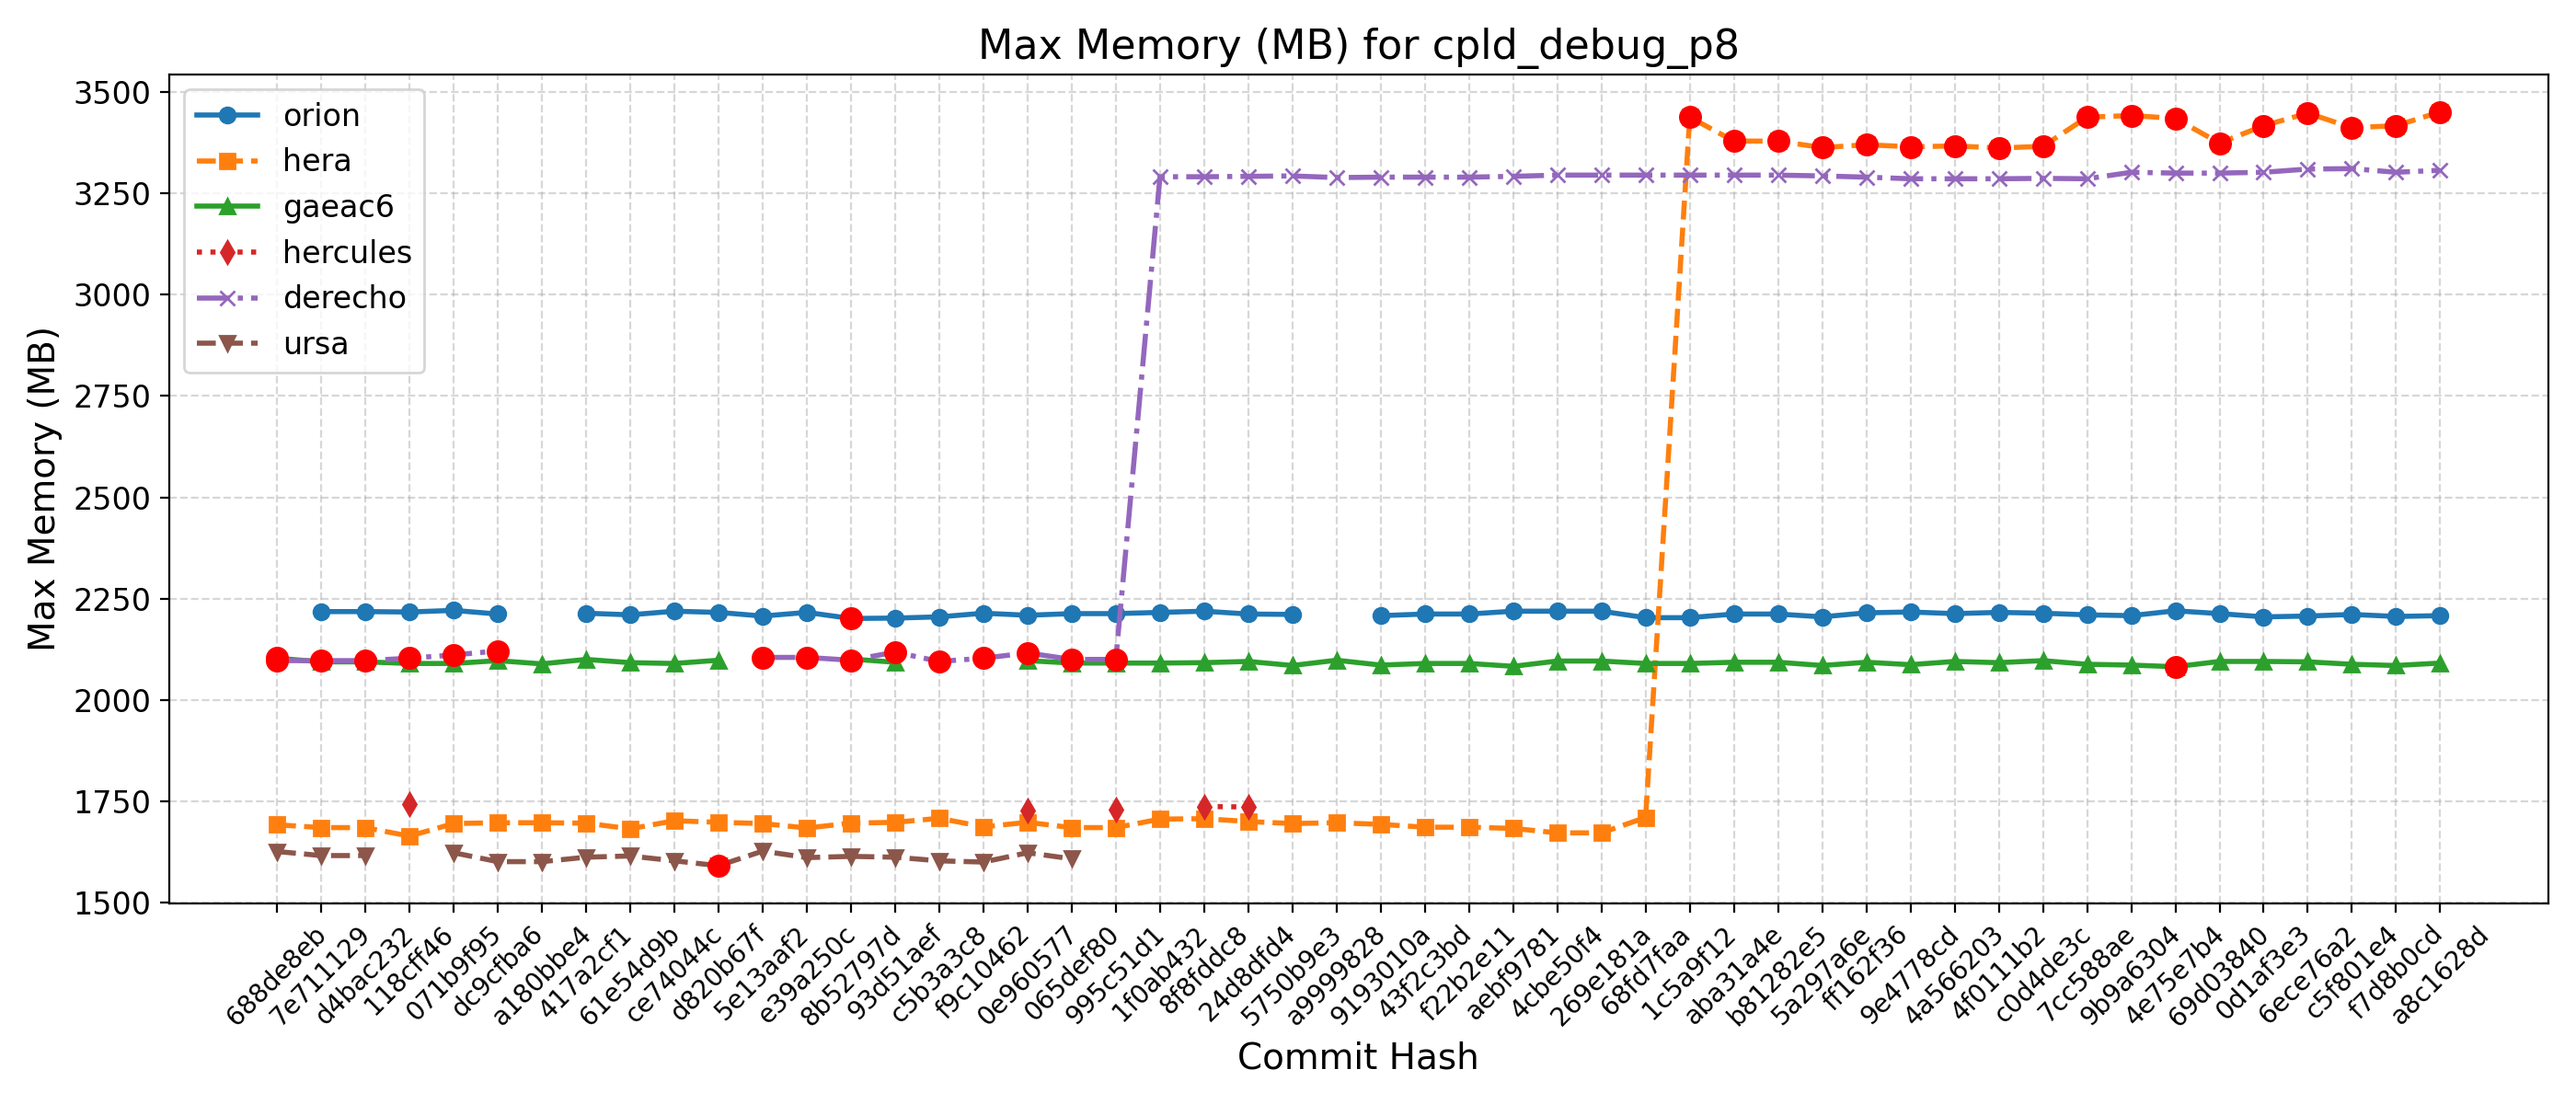 Max Memory (MB) for cpld_debug_p8
Max Memory (MB)
3500
3250
3000
2750
2500
2250
2000
1750
1500
orion
hera
gaeac6
hercules
derecho
ursa
688de8eb
7e711129
d4bac232
118cff46
071b9f95
dc9cfba6
a180bbe4
417a2cf1
61e54d9b
ce74044c
d820b67f
5e13aaf2
e39a250c
8b52797d
93d51aef
c5b3a3c8
f9c10462
0e960577
065def80
995c51d1
1f0ab432
8f8fddc8
24d8dfd4
5750b9e3
a9999828
9193010a
43f2c3bd
f22b2e11
aebf9781
4cbe50f4
269e181a
68fd7faa
1c5a9f12
aba31a4e
b81282e5
5a297a6e
ff162f36
9e4778cd
4a566203
4f0111b2
c0d4de3c
7cc588ae
9b9a6304
4e75e7b4
69d03840
0d1af3e3
6ece76a2
c5f801e4
f7d8b0cd
a8c1628d
Commit Hash